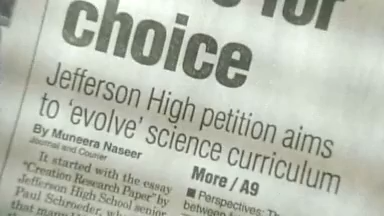 for
choice
Jefferson High petition aims
to 'evolve' science curriculum
By Muneera Naseer
Journal and Courier
It started with the essay
"Creation Research Paper" by
Jefferson High School senior
Paul Schroeder,
that many
More / A9
■ Perspectives:
between